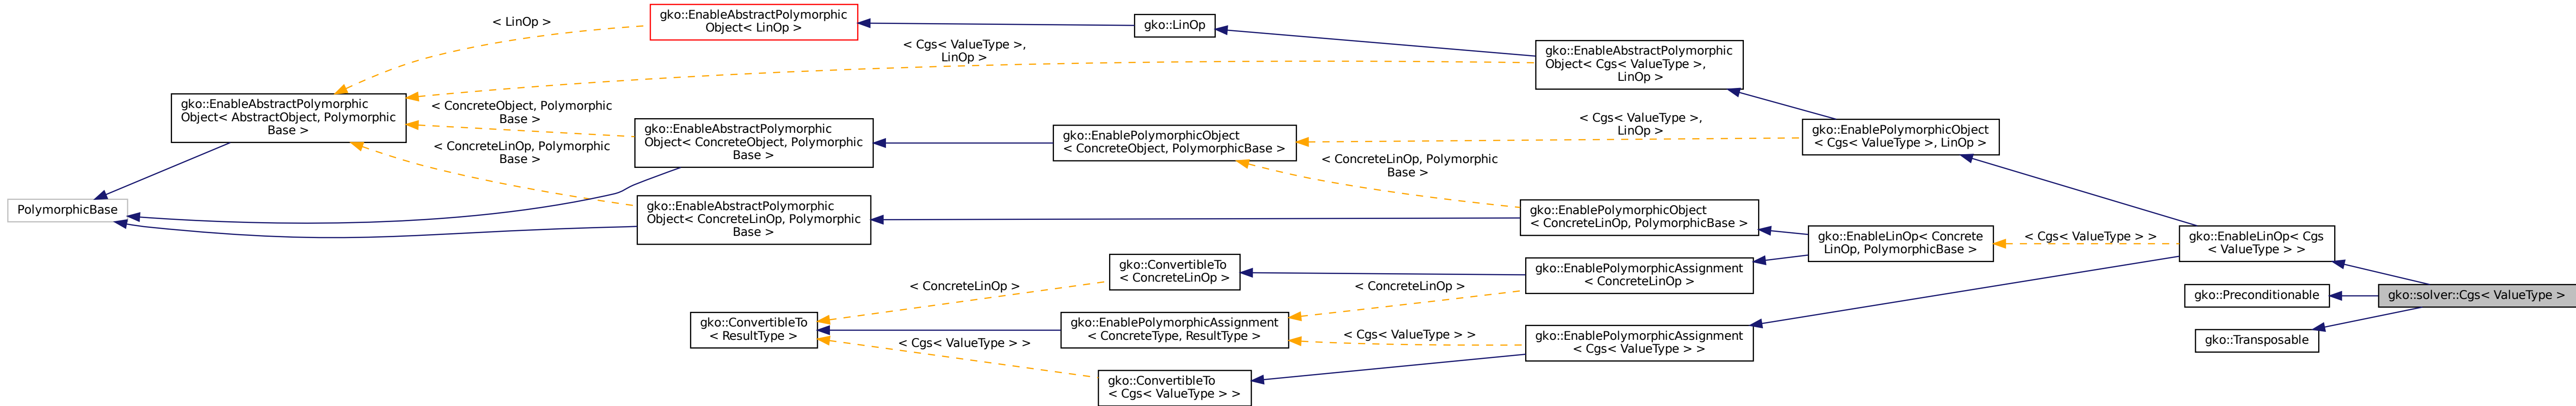 gko::EnableAbstractPolymorphic
Object< LinOp >
< LinOp >
gko::LinOp
< Cgs< ValueType >,
LinOp >
gko::EnableAbstractPolymorphic
Object< Cgs< ValueType >,
LinOp >
gko::EnableAbstractPolymorphic
Object< AbstractObject, Polymorphic
Base >
< ConcreteObject, Polymorphic
Base >
gko::EnableAbstractPolymorphic
Object< ConcreteObject, Polymorphic
Base >
gko::EnablePolymorphicObject
< ConcreteObject, PolymorphicBase >
< Cgs< ValueType >,
LinOp >
gko::EnablePolymorphicObject
< Cgs< ValueType >, LinOp >
< ConcreteLinOp, Polymorphic
Base >
< ConcreteLinOp, Polymorphic
Base >
PolymorphicBase
gko::EnableAbstractPolymorphic
Object< ConcreteLinOp, Polymorphic
Base >
gko::EnablePolymorphicObject
< ConcreteLinOp, PolymorphicBase >
gko::EnableLinOp< Concrete
LinOp, PolymorphicBase >
< Cgs< ValueType > >
gko::EnableLinOp< Cgs
< ValueType > >
gko::ConvertibleTo
< ConcreteLinOp >
gko::EnablePolymorphicAssignment
< ConcreteLinOp >
< ConcreteLinOp >
< ConcreteLinOp >
gko::Preconditionable
gko::solver::Cgs< ValueType >
gko::ConvertibleTo
< ResultType >
gko::EnablePolymorphicAssignment
< ConcreteType, ResultType >
< Cgs< ValueType > >
gko::EnablePolymorphicAssignment
< Cgs< ValueType > >
gko::Transposable
< Cgs< ValueType > >
gko::ConvertibleTo
< Cgs< ValueType > >